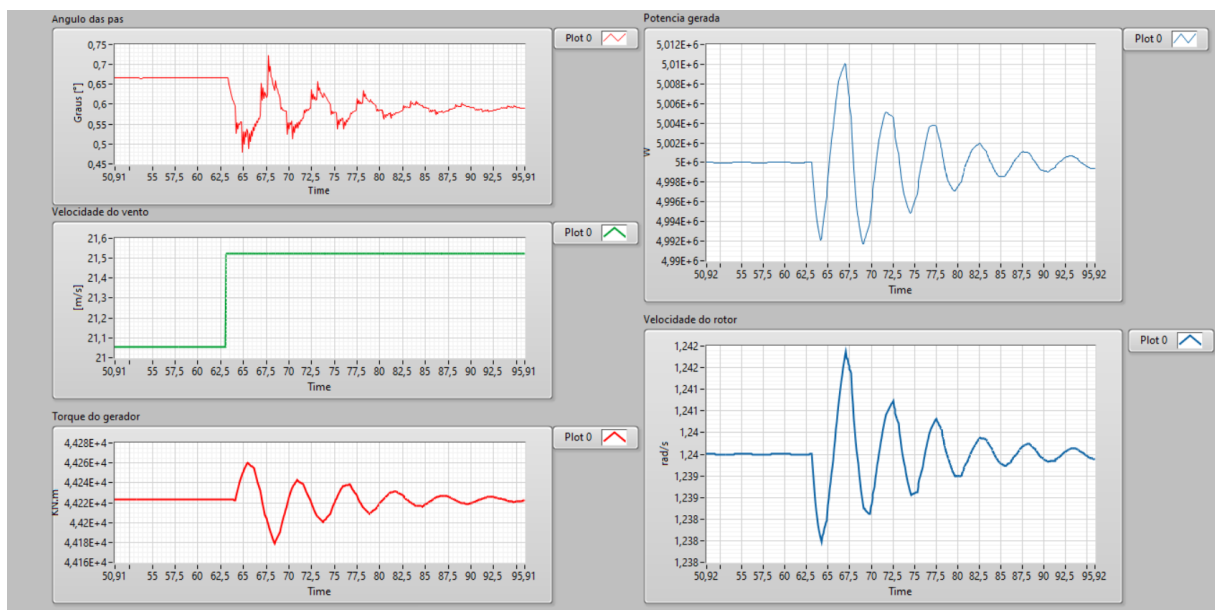 Angulo das pas
Plot 0
0,75
0,7
0,65
0,6
0,55
0,5
0,45
Graus [°]
50,91 55 57,5 60 62,5 65 67,5 70 72,5 75 77,5 80 82,5 85 87,5 90 92,5 95,91
Time
Velocidade do vento
Plot 0
21,6
21,5
21,4
21,3
21,2
21,1
21
[m/s]
50,91 55 57,5 60 62,5 65 67,5 70 72,5 75 77,5 80 82,5 85 87,5 90 92,5 95,91
Time
Torque do gerador
Plot 0
4,428E+4
4,426E+4
4,424E+4
4,422E+4
4,42E+4
4,418E+4
4,416E+4
50,91 55 57,5 60 62,5 65 67,5 70 72,5 75 77,5 80 82,5 85 87,5 90 92,5 95,91
Time
Potencia gerada
Plot 0
5,012E+6
5,01E+6
5,008E+6
5,006E+6
5,004E+6
5,002E+6
5E+6
4,998E+6
4,996E+6
4,994E+6
4,992E+6
4,99E+6
W
50,92 55 57,5 60 62,5 65 67,5 70 72,5 75 77,5 80 82,5 85 87,5 90 92,5 95,92
Time
Velocidade do rotor
Plot 0
1,242
1,242
1,241
1,241
1,24
1,24
1,239
1,239
1,238
1,238
1,238
rad/s
50,92 55 57,5 60 62,5 65 67,5 70 72,5 75 77,5 80 82,5 85 87,5 90 92,5 95,92
Time